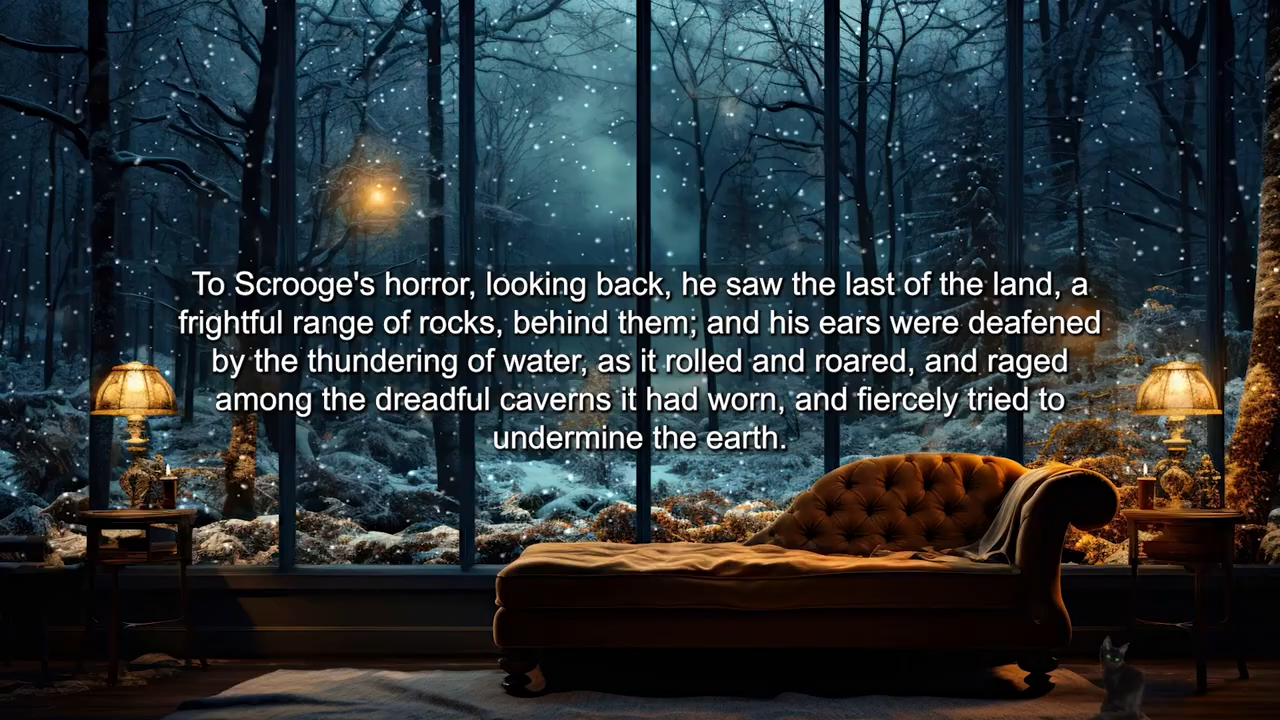 To Scrooge's horror, looking back, he saw the last of the land, a
frightful range of rocks, behind them; and his ears were deafened
by the thundering of water, as it rolled and roared, and raged
among the dreadful caverns it had worn, and fiercely tried to
undermine the earth.